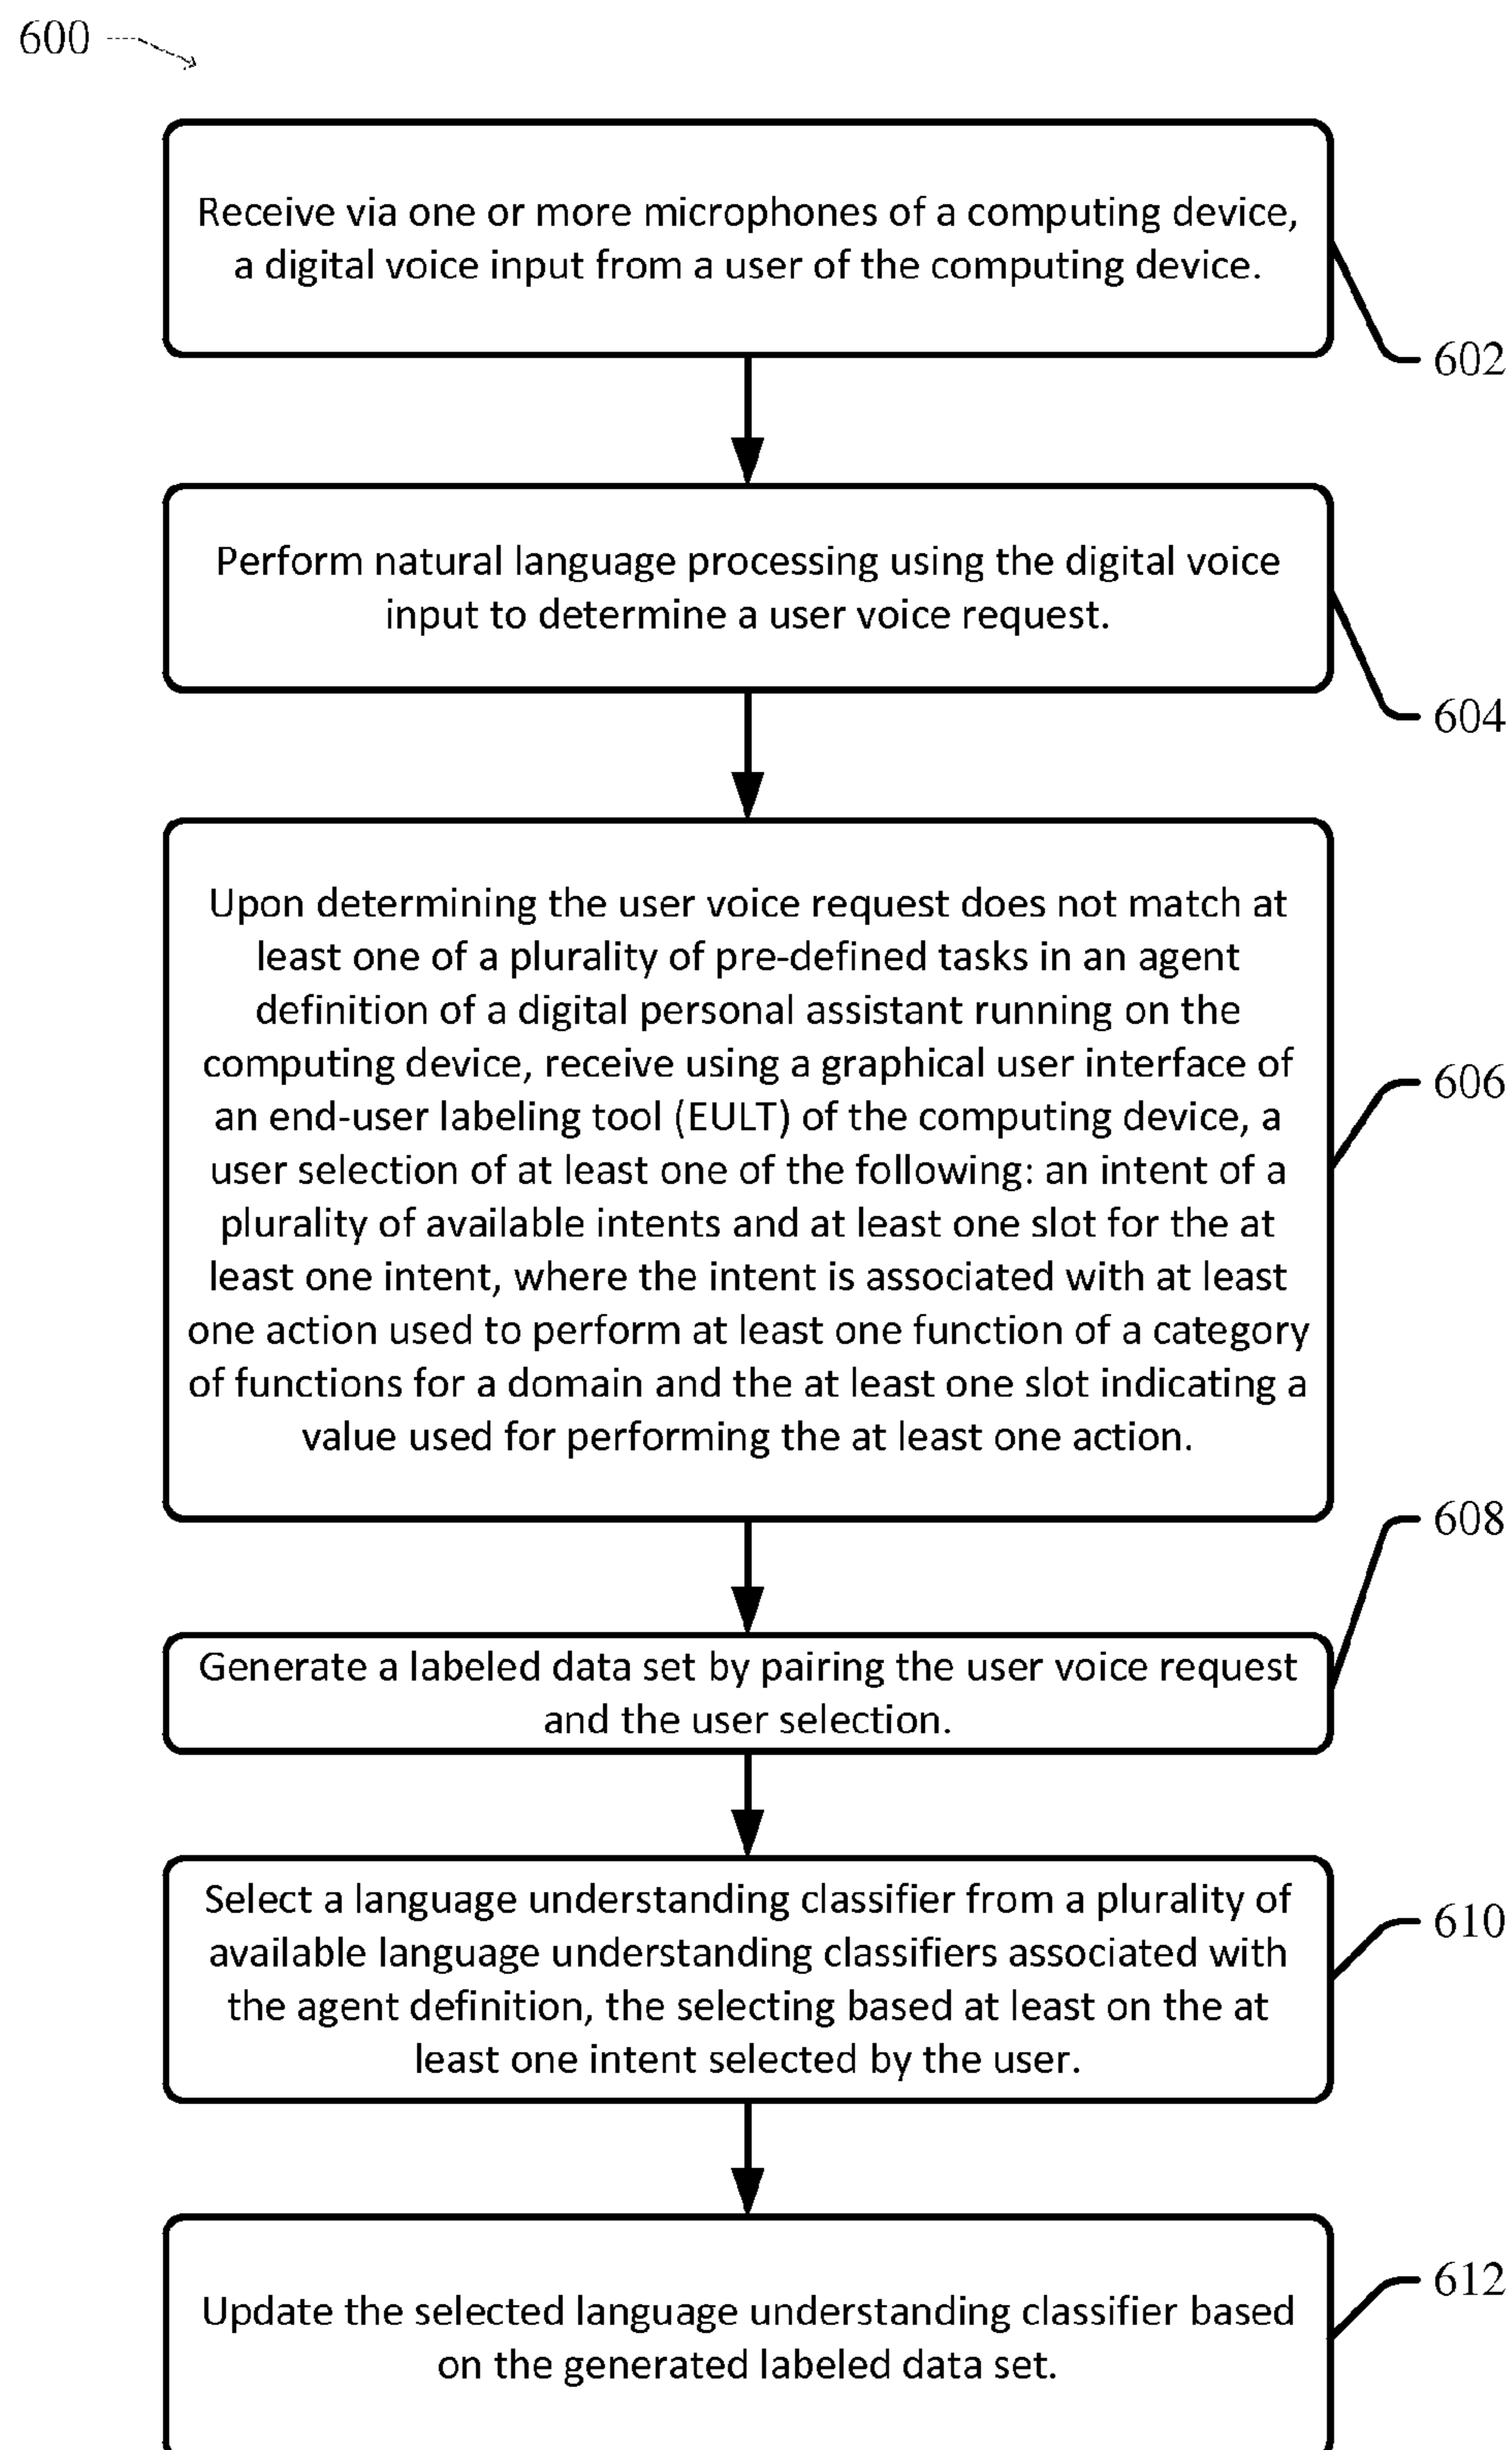 600
Receive via one or more microphones of a computing device,
a digital voice input from a user of the computing device.
602
Perform natural language processing using the digital voice
input to determine a user voice request.
604
Upon determining the user voice request does not match at
least one of a plurality of pre-defined tasks in an agent
definition of a digital personal assistant running on the
computing device, receive using a graphical user interface of
an end-user labeling tool (EULT) of the computing device, a
user selection of at least one of the following: an intent of a
plurality of available intents and at least one slot for the at
least one intent, where the intent is associated with at least
one action used to perform at least one function of a category
of functions for a domain and the at least one slot indicating a
value used for performing the at least one action.
606
Generate a labeled data set by pairing the user voice request
and the user selection.
608
Select a language understanding classifier from a plurality of
available language understanding classifiers associated with
the agent definition, the selecting based at least on the at
least one intent selected by the user.
610
Update the selected language understanding classifier based
on the generated labeled data set.
612